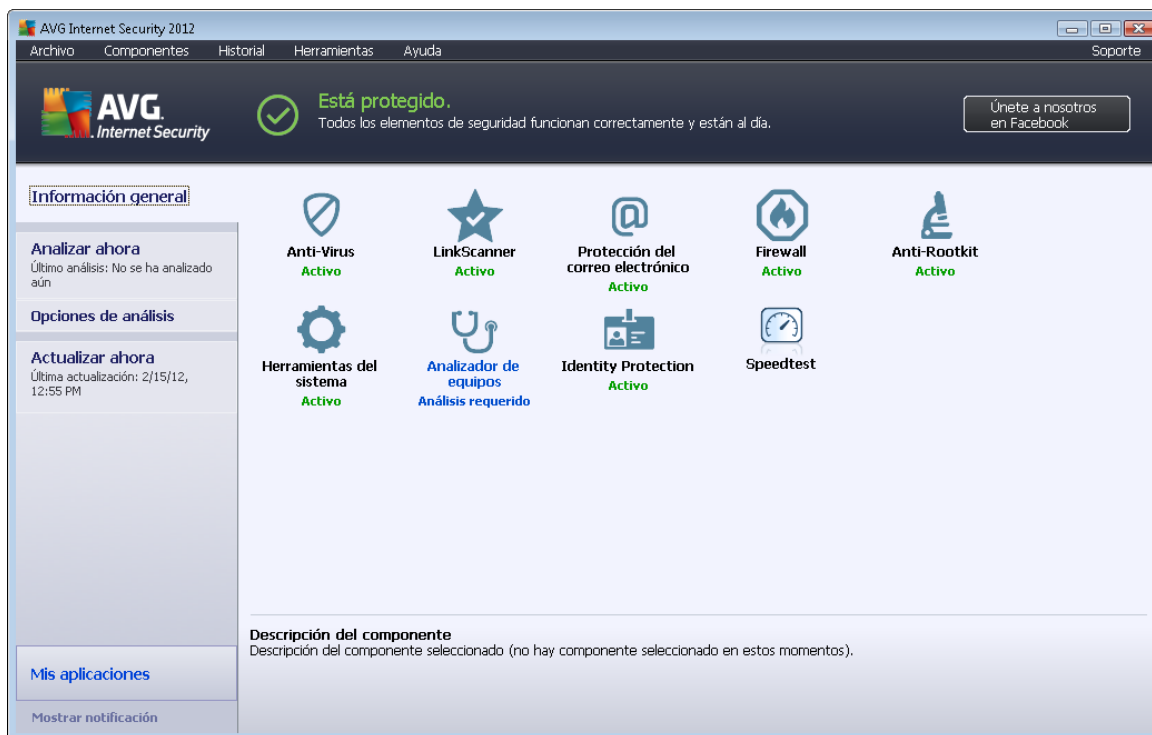 AVG Internet Security 2012
Archivo Componentes Historial Herramientas Ayuda Soporte
AVG.
Internet Security
Está protegido.
Todos los elementos de seguridad funcionan correctamente y están al día.
Únete a nosotros
en Facebook
Información general
Analizar ahora
Último análisis: No se ha analizado
aún
Opciones de análisis
Actualizar ahora
Última actualización: 2/15/12,
12:55 PM
Anti-Virus
Activo
LinkScanner
Activo
Protección del
correo electrónico
Activo
Firewall
Activo
Anti-Rootkit
Activo
Herramientas del
sistema
Activo
Analizador de
equipos
Análisis requerido
Identity Protection
Activo
Speedtest
Descripción del componente
Descripción del componente seleccionado (no hay componente seleccionado en estos momentos).
Mis aplicaciones
Mostrar notificación